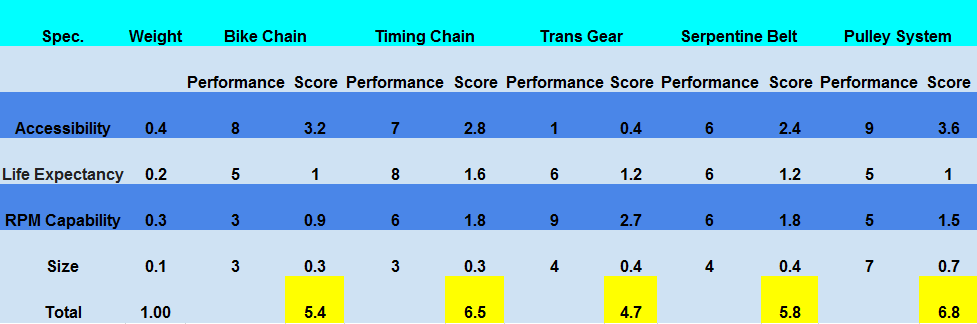 Spec. Weight Bike Chain Timing Chain Trans Gear Serpentine Belt Pulley System
Performance Score Performance Score Performance Score Performance Score Performance Score
Accessibility 0.4 8 3.2 7 2.8 1 0.4 6 2.4 9 3.6
Life Expectancy 0.2 5 1 8 1.6 6 1.2 6 1.2 5 1
RPM Capability 0.3 3 0.9 6 1.8 9 2.7 6 1.8 5 1.5
Size 0.1 3 0.3 3 0.3 4 0.4 4 0.4 7 0.7
Total 1.00 5.4 6.5 4.7 5.8 6.8